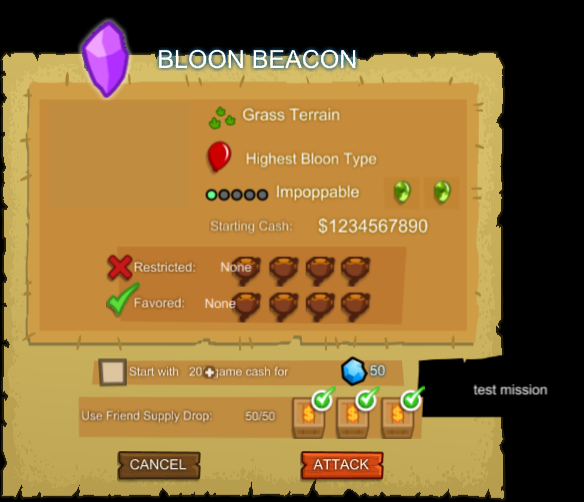 BLOON BEACON
Grass Terrain
Highest Bloon Type
Impoppable
Starting Cash: $1234567890
Restricted: None
Favored: None
Start with 20 game cash for 50
test mission
Use Friend Supply Drop: 50/50
CANCEL ATTACK